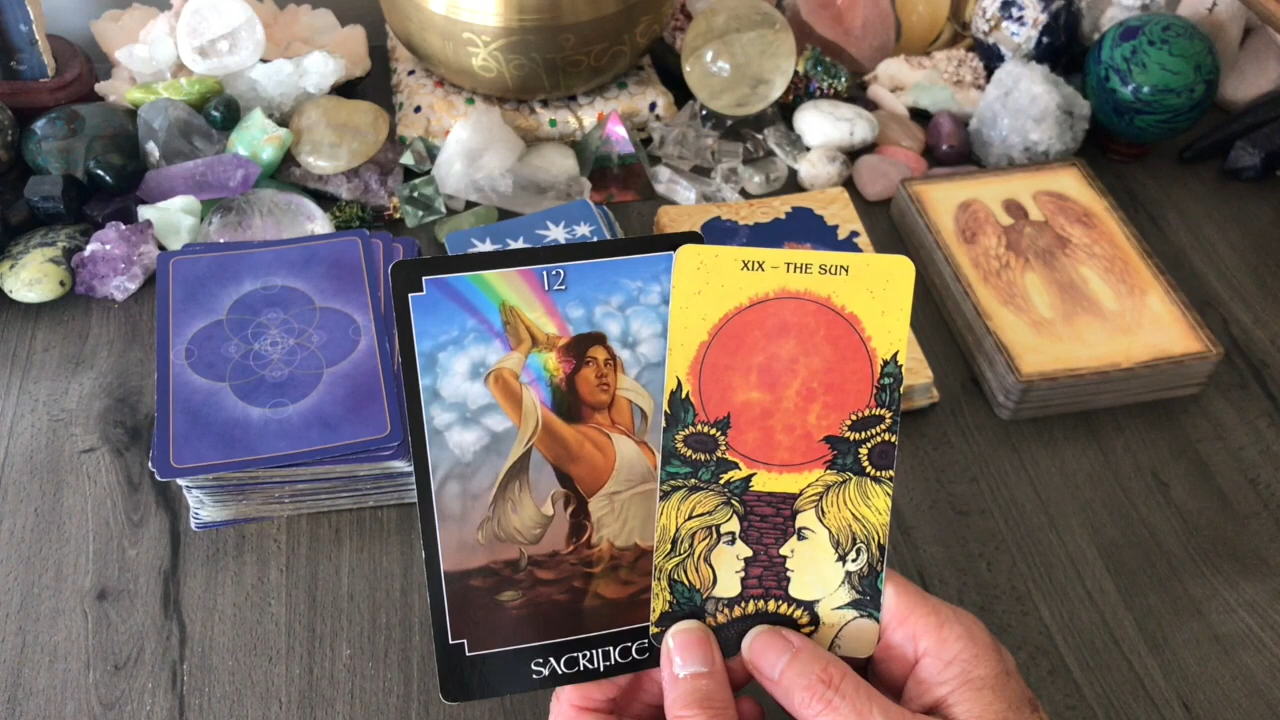 12
SACRIFICE
XIX – THE SUN